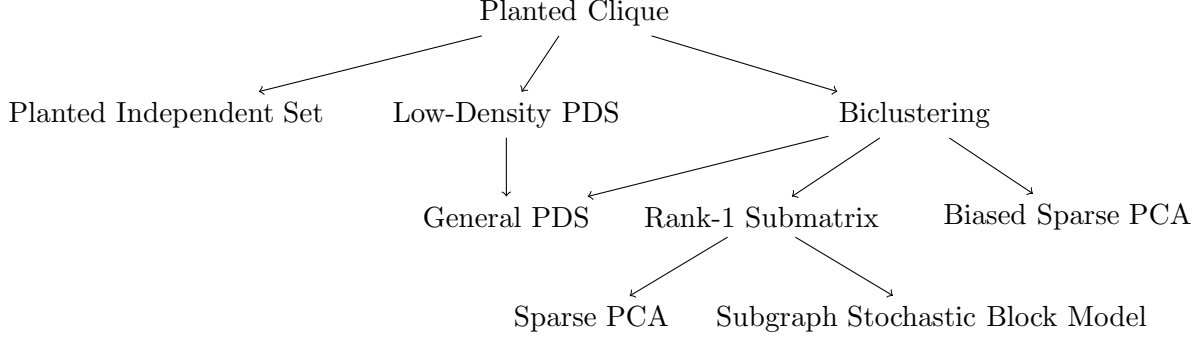 Planted Clique
Planted Independent Set
Low-Density PDS
Biclustering
General PDS
Rank-1 Submatrix
Biased Sparse PCA
Sparse PCA
Subgraph Stochastic Block Model